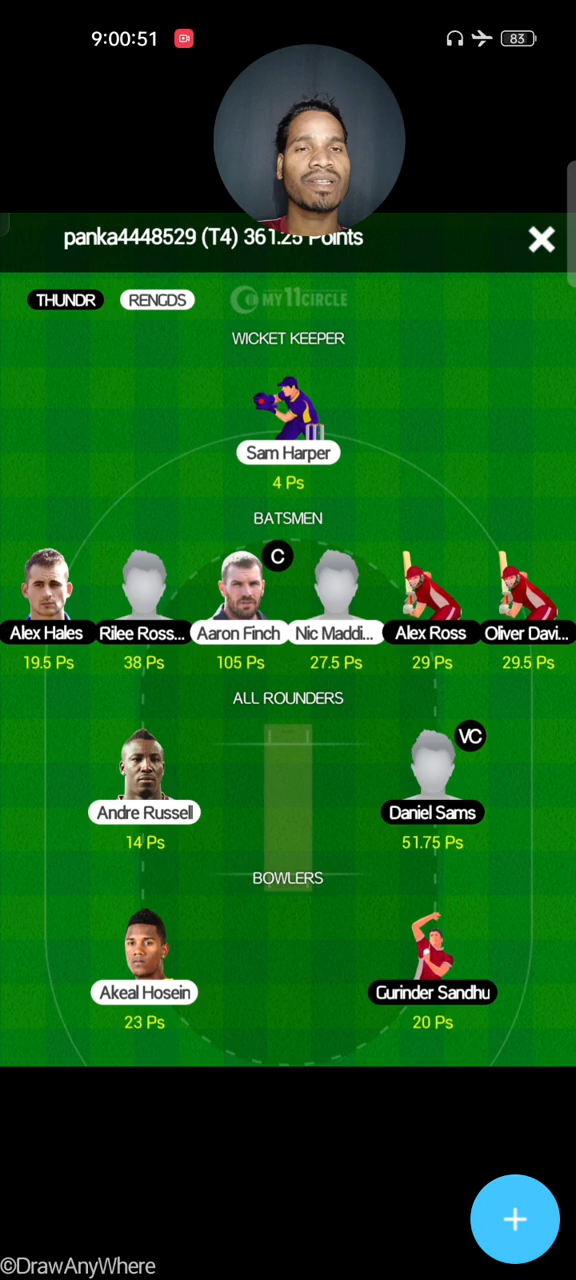 9:00:51
83
panka4448529 (T4) 361.25 Points
THUNDR RENGDS MY11CIRCLE
WICKET KEEPER
Sam Harper
4 Ps
BATSMEN
C
Alex Hales Rilee Ross... Aaron Finch Nic Maddi... Alex Ross Oliver Davi...
19.5 Ps 38 Ps 105 Ps 27.5 Ps 29 Ps 29.5 Ps
ALL ROUNDERS
VC
Andre Russell Daniel Sams
14 Ps 51.75 Ps
BOWLERS
Akeal Hosein Gurinder Sandhu
23 Ps 20 Ps
©DrawAnyWhere